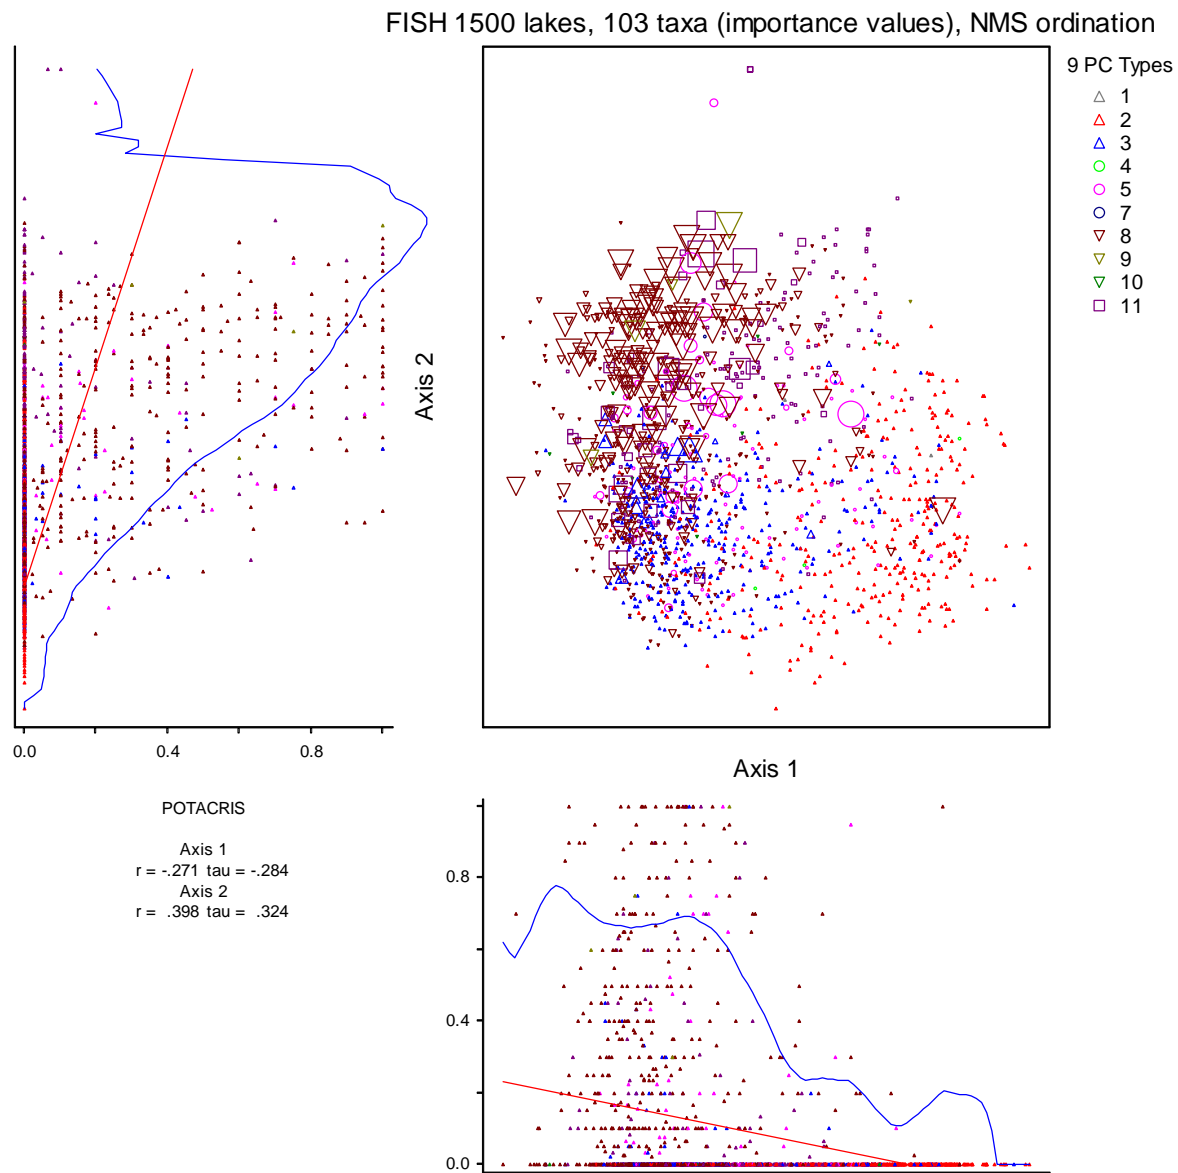 FISH 1500 lakes, 103 taxa (importance values), NMS ordination
9 PC Types
1
2
3
4
5
7
8
9
10
11
Axis 2
0.0 0.4 0.8
Axis 1
POTACRIS
Axis 1
r = -.271 tau = -.284
Axis 2
r = .398 tau = .324
0.8
0.4
0.0